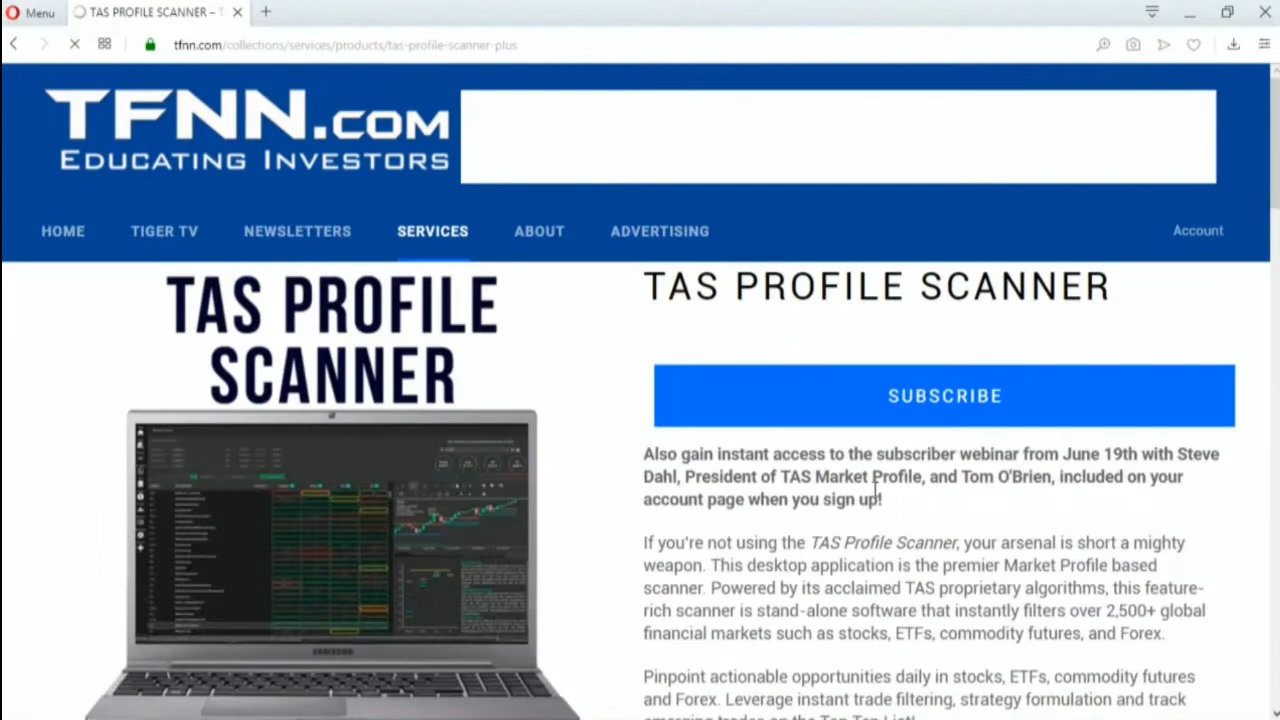 Menu
TAS PROFILE SCANNER –
tfnn.com/collections/services/products/tas-profile-scanner-plus
TFNN.COM
EDUCATING INVESTORS
HOME TIGER TV NEWSLETTERS SERVICES ABOUT ADVERTISING Account
TAS PROFILE
SCANNER
SAMSUNG
TAS PROFILE SCANNER
SUBSCRIBE
Also gain instant access to the subscriber webinar from June 19th with Steve
Dahl, President of TAS Market Profile, and Tom O'Brien, included on your
account page when you sign up!
If you're not using the TAS Profile Scanner, your arsenal is short a mighty
weapon. This desktop application is the premier Market Profile based
scanner. Powered by its acclaimed TAS proprietary algorithms, this feature-
rich scanner is stand-alone software that instantly filters over 2,500+ global
financial markets such as stocks, ETFs, commodity futures, and Forex.
Pinpoint actionable opportunities daily in stocks, ETFs, commodity futures
and Forex. Leverage instant trade filtering, strategy formulation and track